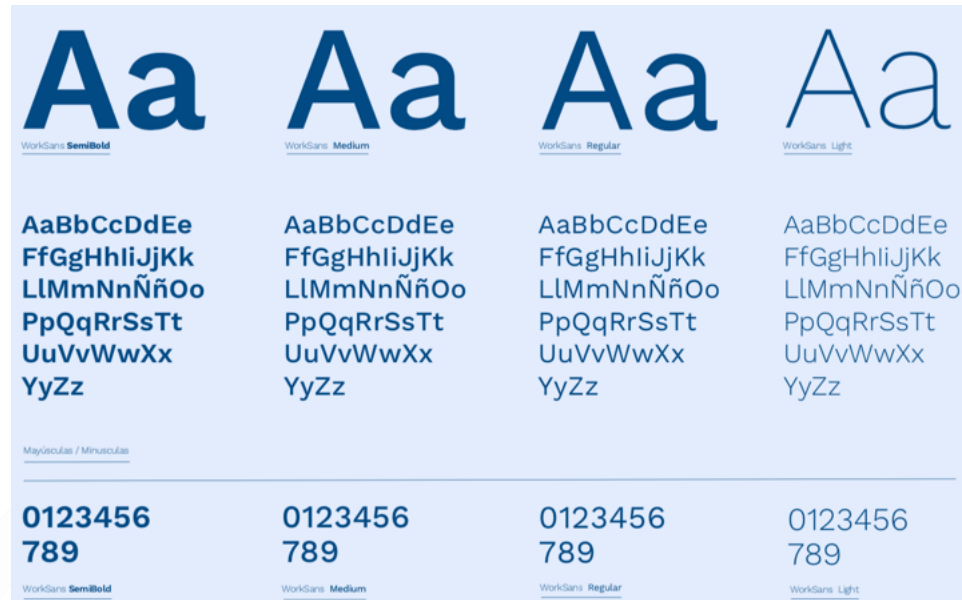 Aa Aa Aa Aa
WorkSans SemiBold WorkSans Medium WorkSans Regular WorkSans Light
AaBbCcDdEe AaBbCcDdEe AaBbCcDdEe AaBbCcDdEe
FfGgHhIiJjKk FfGgHhIiJjKk FfGgHhIiJjKk FfGgHhIiJjKk
LlMmNnÑñOo LlMmNnÑñOo LlMmNnÑñOo LlMmNnÑñOo
PpQqRrSsTt PpQqRrSsTt PpQqRrSsTt PpQqRrSsTt
UuVvWwXx UuVvWwXx UuVvWwXx UuVvWwXx
YyZz YyZz YyZz YyZz
Mayúsculas / Minusculas
0123456 0123456 0123456 0123456
789 789 789 789
WorkSans SemiBold WorkSans Medium WorkSans Regular WorkSans Light